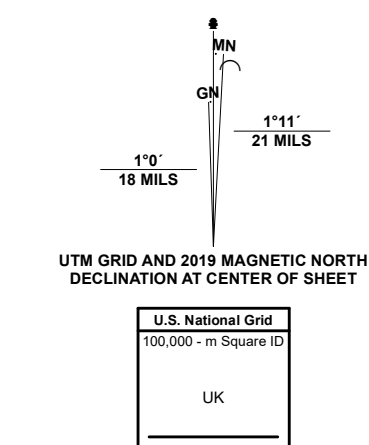 MN
GN
1°11´
21 MILS
1°0´
18 MILS
UTM GRID AND 2019 MAGNETIC NORTH
DECLINATION AT CENTER OF SHEET
U.S. National Grid
100,000 - m Square ID
UK